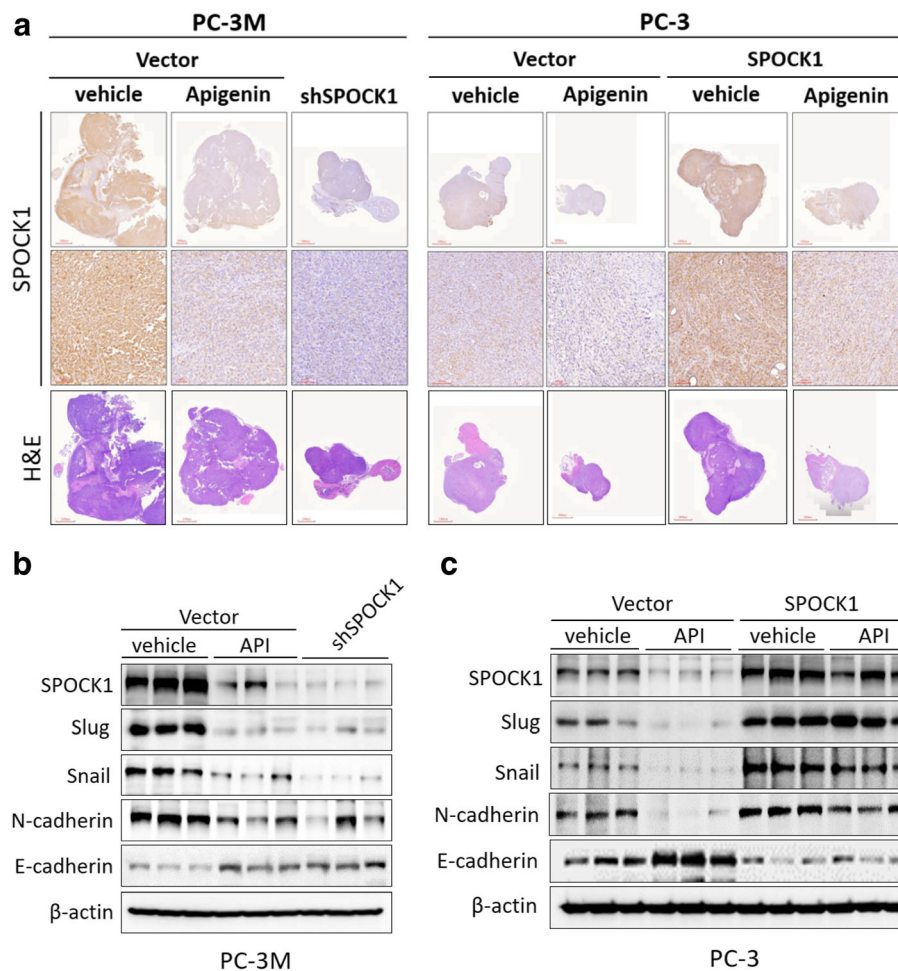 a
PC-3M PC-3
Vector Vector SPOCK1
vehicle Apigenin shSPOCK1 vehicle Apigenin vehicle Apigenin
SPOCK1
H&E
b
Vector shSPOCK1
vehicle API
SPOCK1
Slug
Snail
N-cadherin
E-cadherin
β-actin
PC-3M
c
Vector SPOCK1
vehicle API vehicle API
SPOCK1
Slug
Snail
N-cadherin
E-cadherin
β-actin
PC-3